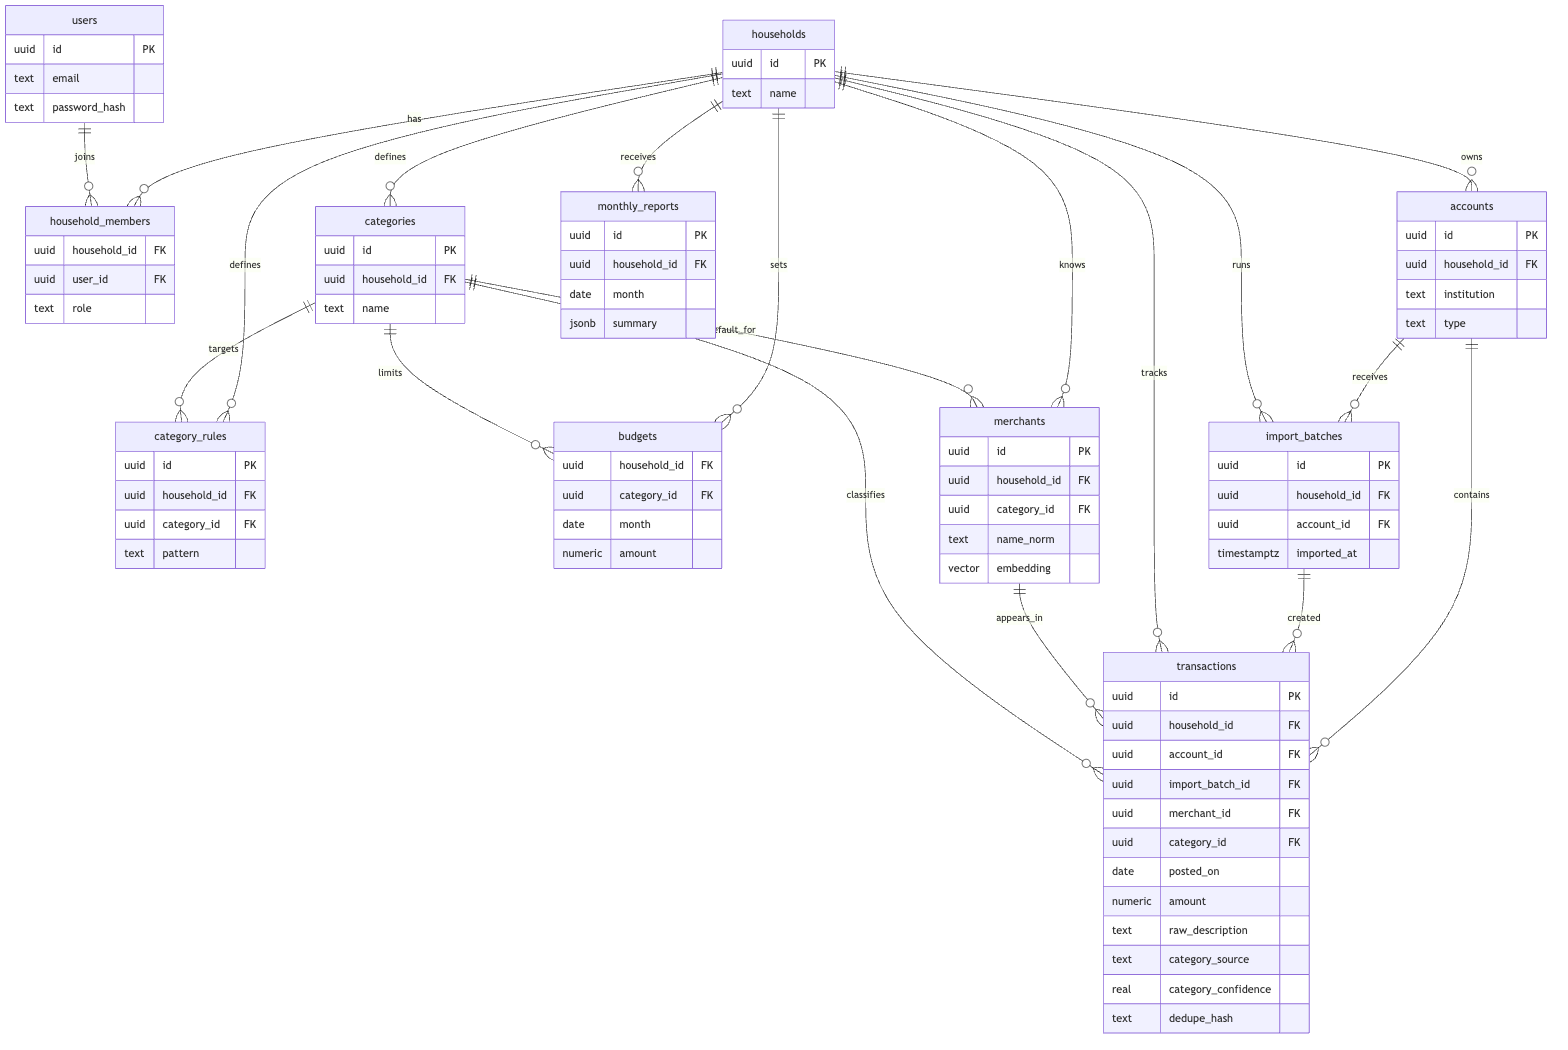 users
uuid id PK
text email
text password_hash
households
uuid id PK
text name
has
joins
defines
receives
owns
household_members
uuid household_id FK
uuid user_id FK
text role
categories
uuid id PK
uuid household_id FK
text name
monthly_reports
uuid id PK
uuid household_id FK
date month
jsonb summary
accounts
uuid id PK
uuid household_id FK
text institution
text type
defines
sets
knows
runs
targets
limits
tracks
receives
category_rules
uuid id PK
uuid household_id FK
uuid category_id FK
text pattern
budgets
uuid household_id FK
uuid category_id FK
date month
numeric amount
merchants
uuid id PK
uuid household_id FK
uuid category_id FK
text name_norm
vector embedding
import_batches
uuid id PK
uuid household_id FK
uuid account_id FK
timestamptz imported_at
classifies
contains
appears_in
created
transactions
uuid id PK
uuid household_id FK
uuid account_id FK
uuid import_batch_id FK
uuid merchant_id FK
uuid category_id FK
date posted_on
numeric amount
text raw_description
text category_source
real category_confidence
text dedupe_hash